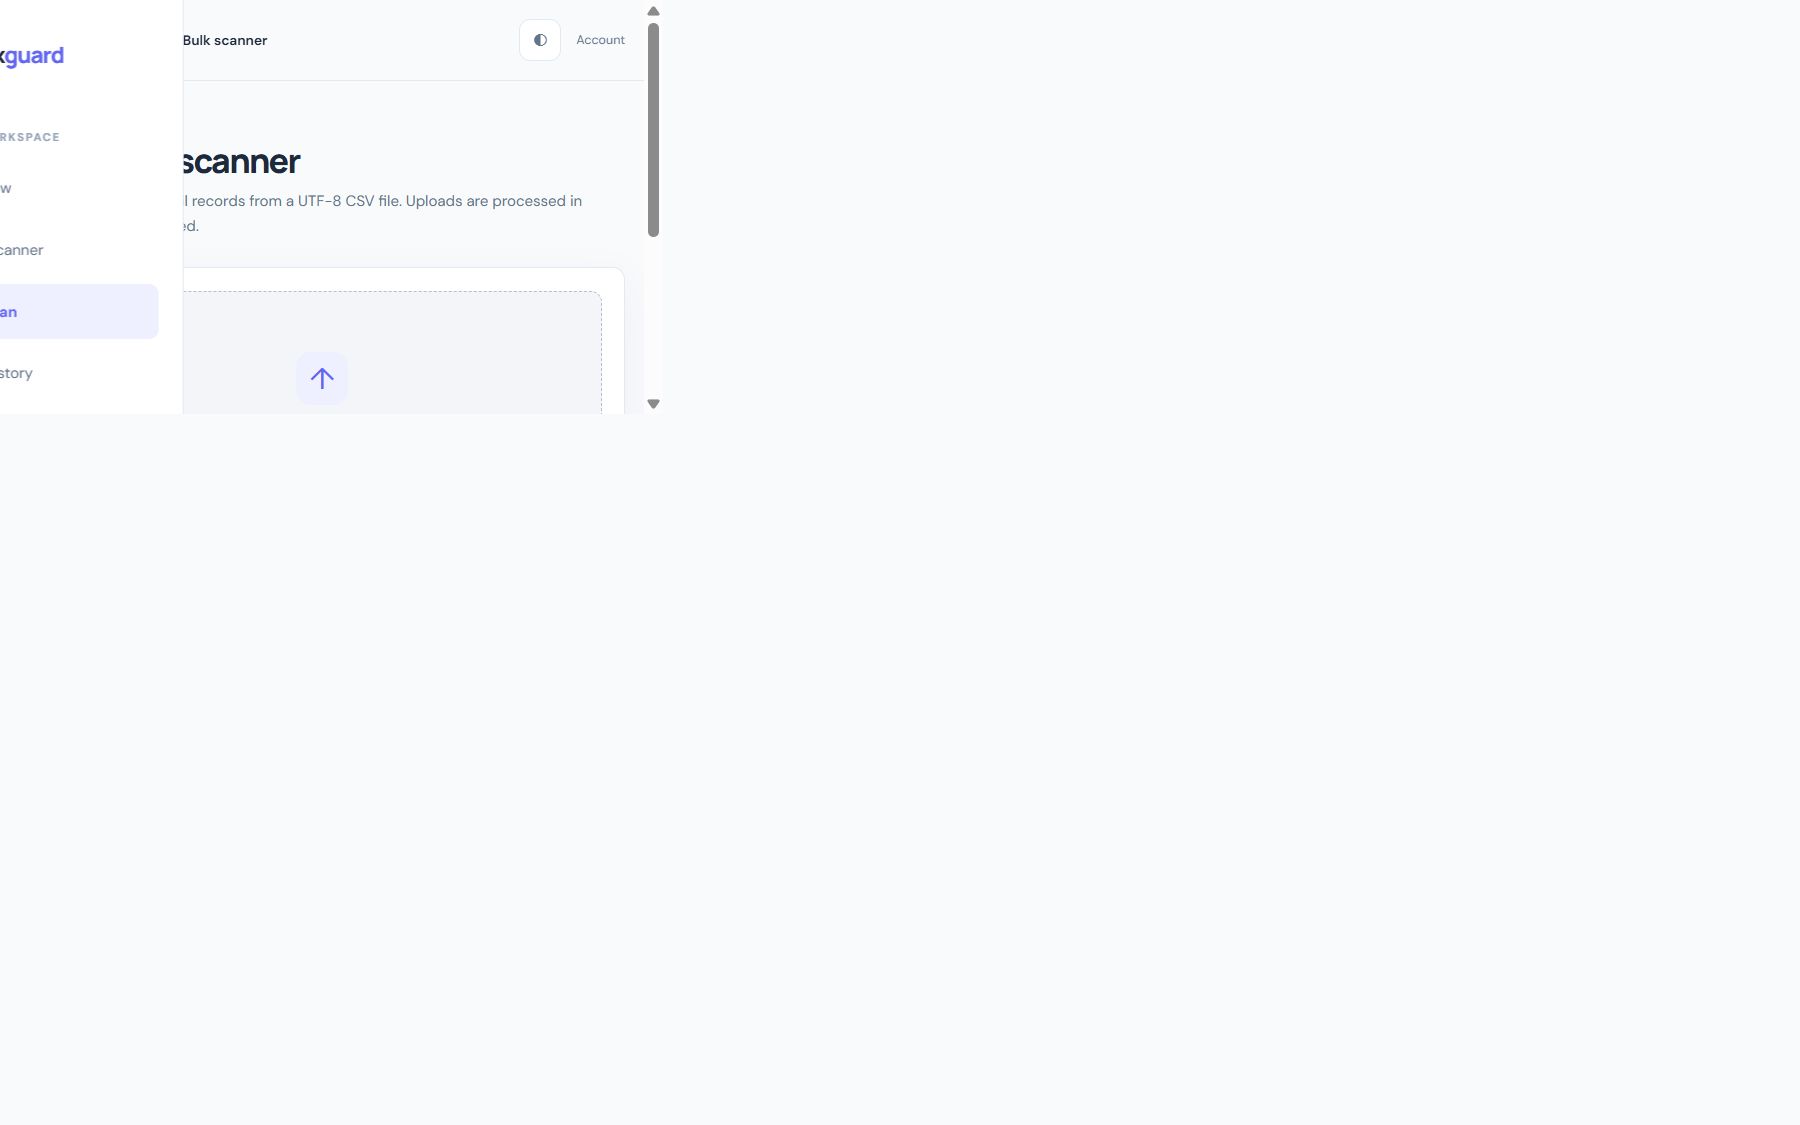 guard
Bulk scanner
Account
RKSPACE
scanner
records from a UTF-8 CSV file. Uploads are processed in
ed.
w
canner
an
story